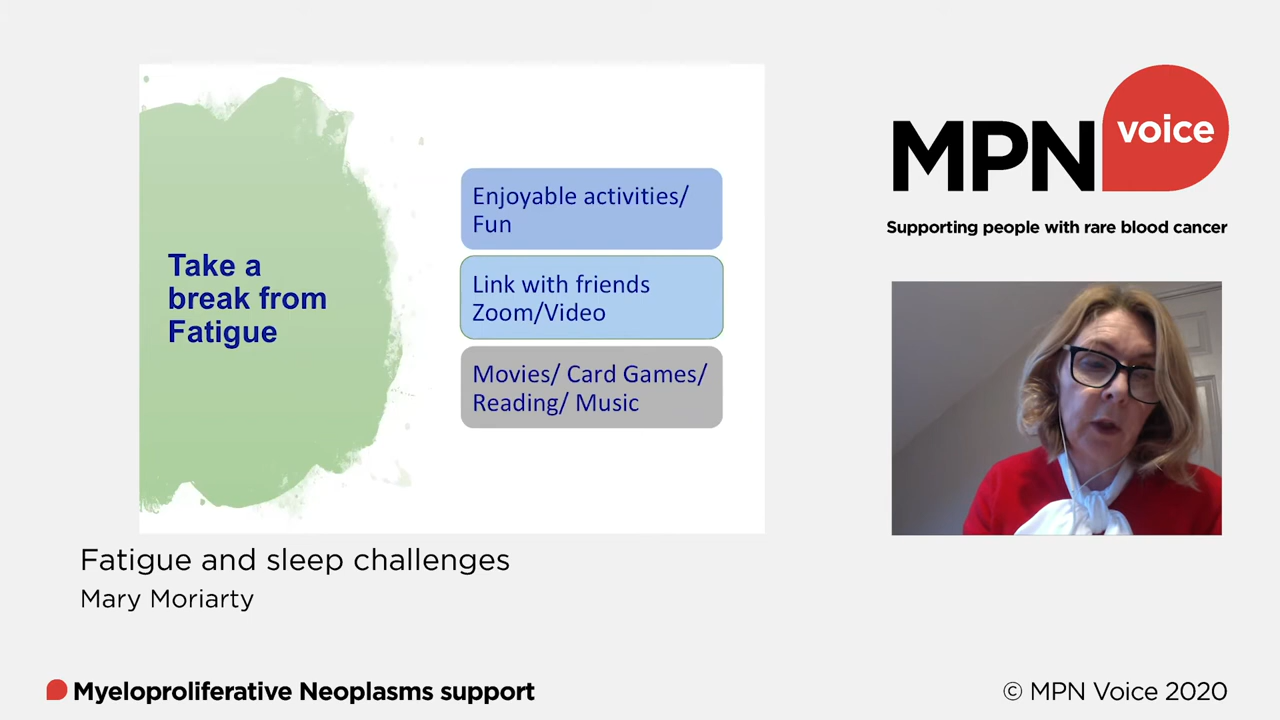 Take a
break from
Fatigue
Enjoyable activities/
Fun
Link with friends
Zoom/Video
Movies/ Card Games/
Reading/ Music
MPN voice
Supporting people with rare blood cancer
Fatigue and sleep challenges
Mary Moriarty
Myeloproliferative Neoplasms support
© MPN Voice 2020